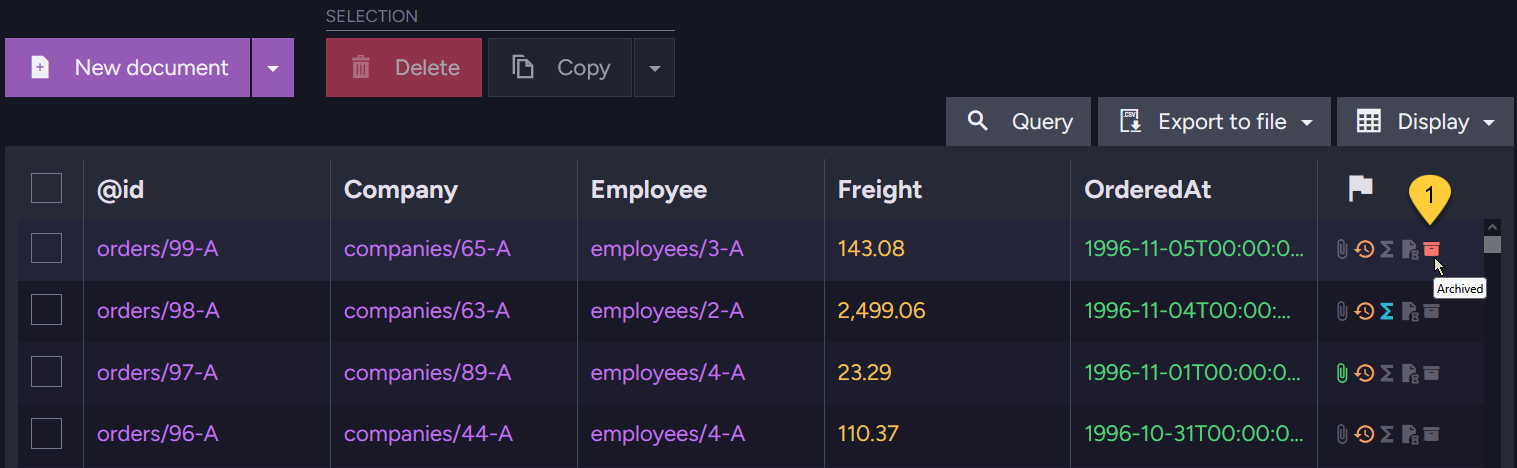 SELECTION
New document Delete Copy
Query Export to file Display
@id Company Employee Freight OrderedAt 1
orders/99-A companies/65-A employees/3-A 143.08 1996-11-05T00:00:0...
Archived
orders/98-A companies/63-A employees/2-A 2,499.06 1996-11-04T00:00:...
orders/97-A companies/89-A employees/4-A 23.29 1996-11-01T00:00:0...
orders/96-A companies/44-A employees/4-A 110.37 1996-10-31T00:00:0...